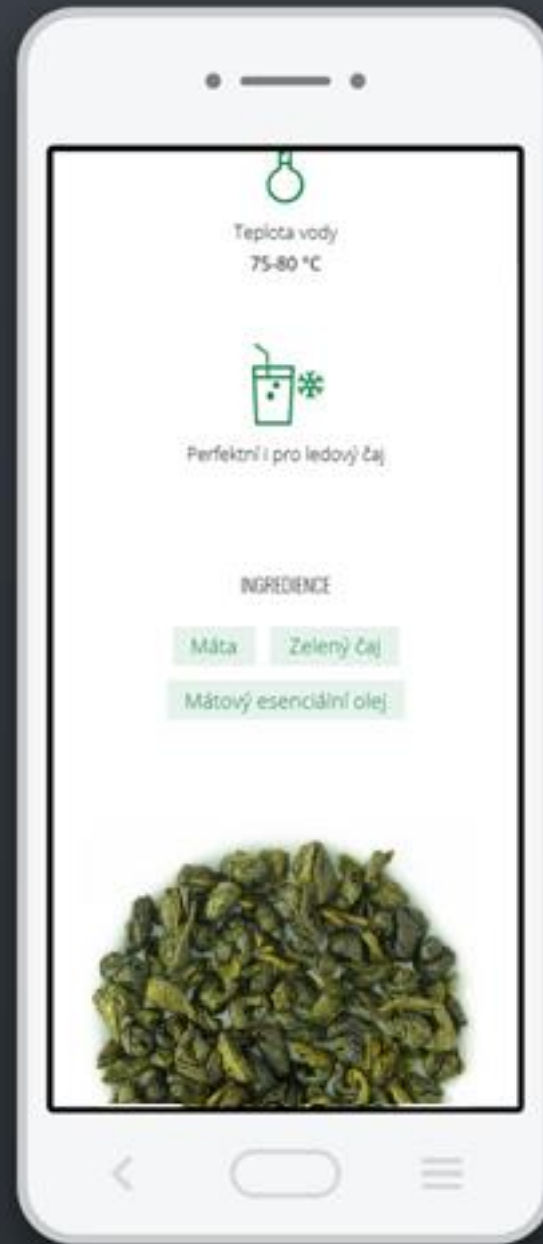 Teplota vody
75-80 °C
Perfektní i pro ledový čaj
INGREDIENCE
Máta
Zelený čaj
Mátový esenciální olej